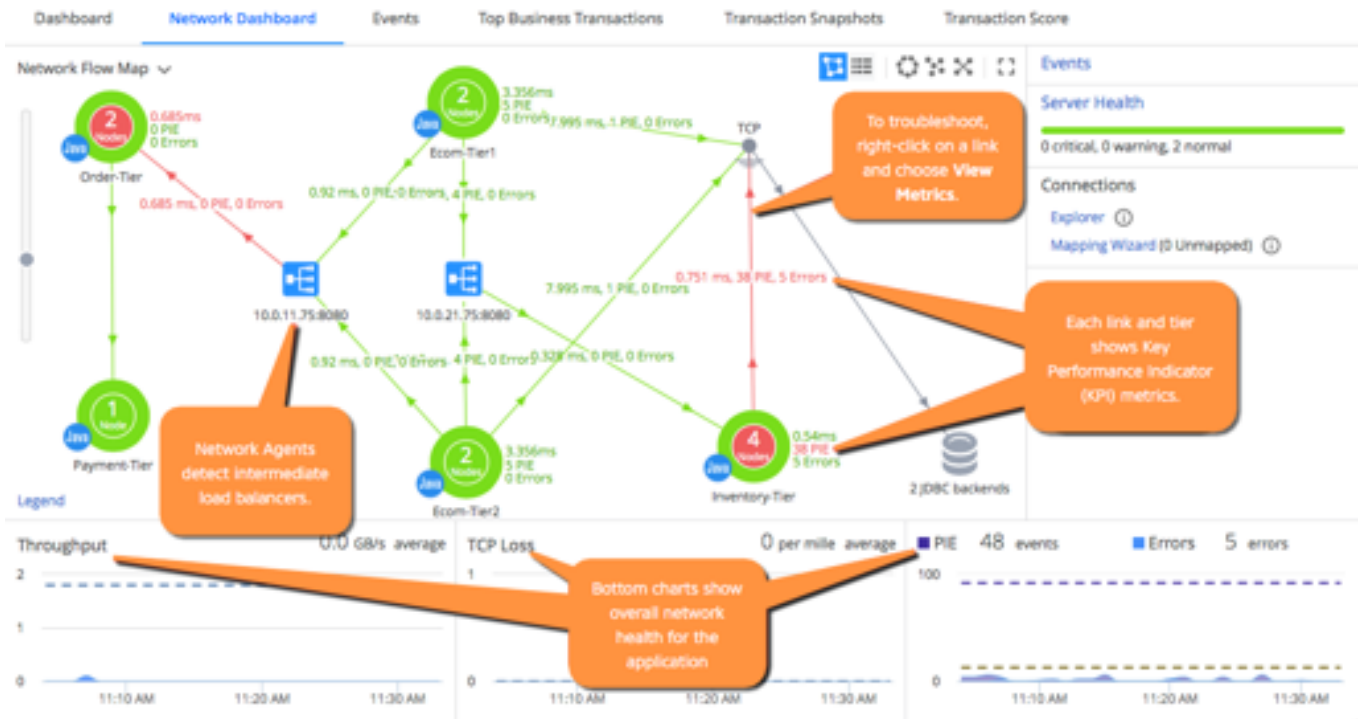 Dashboard
Network Dashboard
Events
Top Business Transactions
Transaction Snapshots
Transaction Score
Network Flow Map
2
Nodes
Java
0.685ms
0 PIE
0 Errors
Order-Tier
0.685 ms, 0 PIE, 0 Errors
2
Nodes
Java
3.356ms
5 PIE
0 Errors
Ecom-Tier1
7.995 ms, 1 PIE, 0 Errors
TCP
0.92 ms, 0 PIE, 0 Errors
4 PIE, 0 Errors
10.0.11.75:8080
10.0.21.75:8080
7.995 ms, 1 PIE, 0 Errors
0.751 ms, 38 PIE, 5 Errors
0.92 ms, 0 PIE, 0 Errors
4 PIE, 0 Errors
0.328 ms, 0 PIE, 0 Errors
1
Node
Java
Payment-Tier
2
Nodes
Java
3.356ms
5 PIE
0 Errors
Ecom-Tier2
4
Nodes
Java
0.54ms
38 PIE
5 Errors
Inventory-Tier
2 JDBC backends
Legend
To troubleshoot,
right-click on a link
and choose View
Metrics.
Each link and tier
shows Key
Performance Indicator
(KPI) metrics.
Network Agents
detect intermediate
load balancers.
Events
Server Health
0 critical, 0 warning, 2 normal
Connections
Explorer
Mapping Wizard (0 Unmapped)
Throughput
0.0 GB/s average
2
1
0
11:10 AM
11:20 AM
11:30 AM
TCP Loss
0 per mille average
1
0
11:10 AM
11:20 AM
11:30 AM
Bottom charts show
overall network
health for the
application
PIE 48 events
Errors 5 errors
100
0
11:10 AM
11:20 AM
11:30 AM